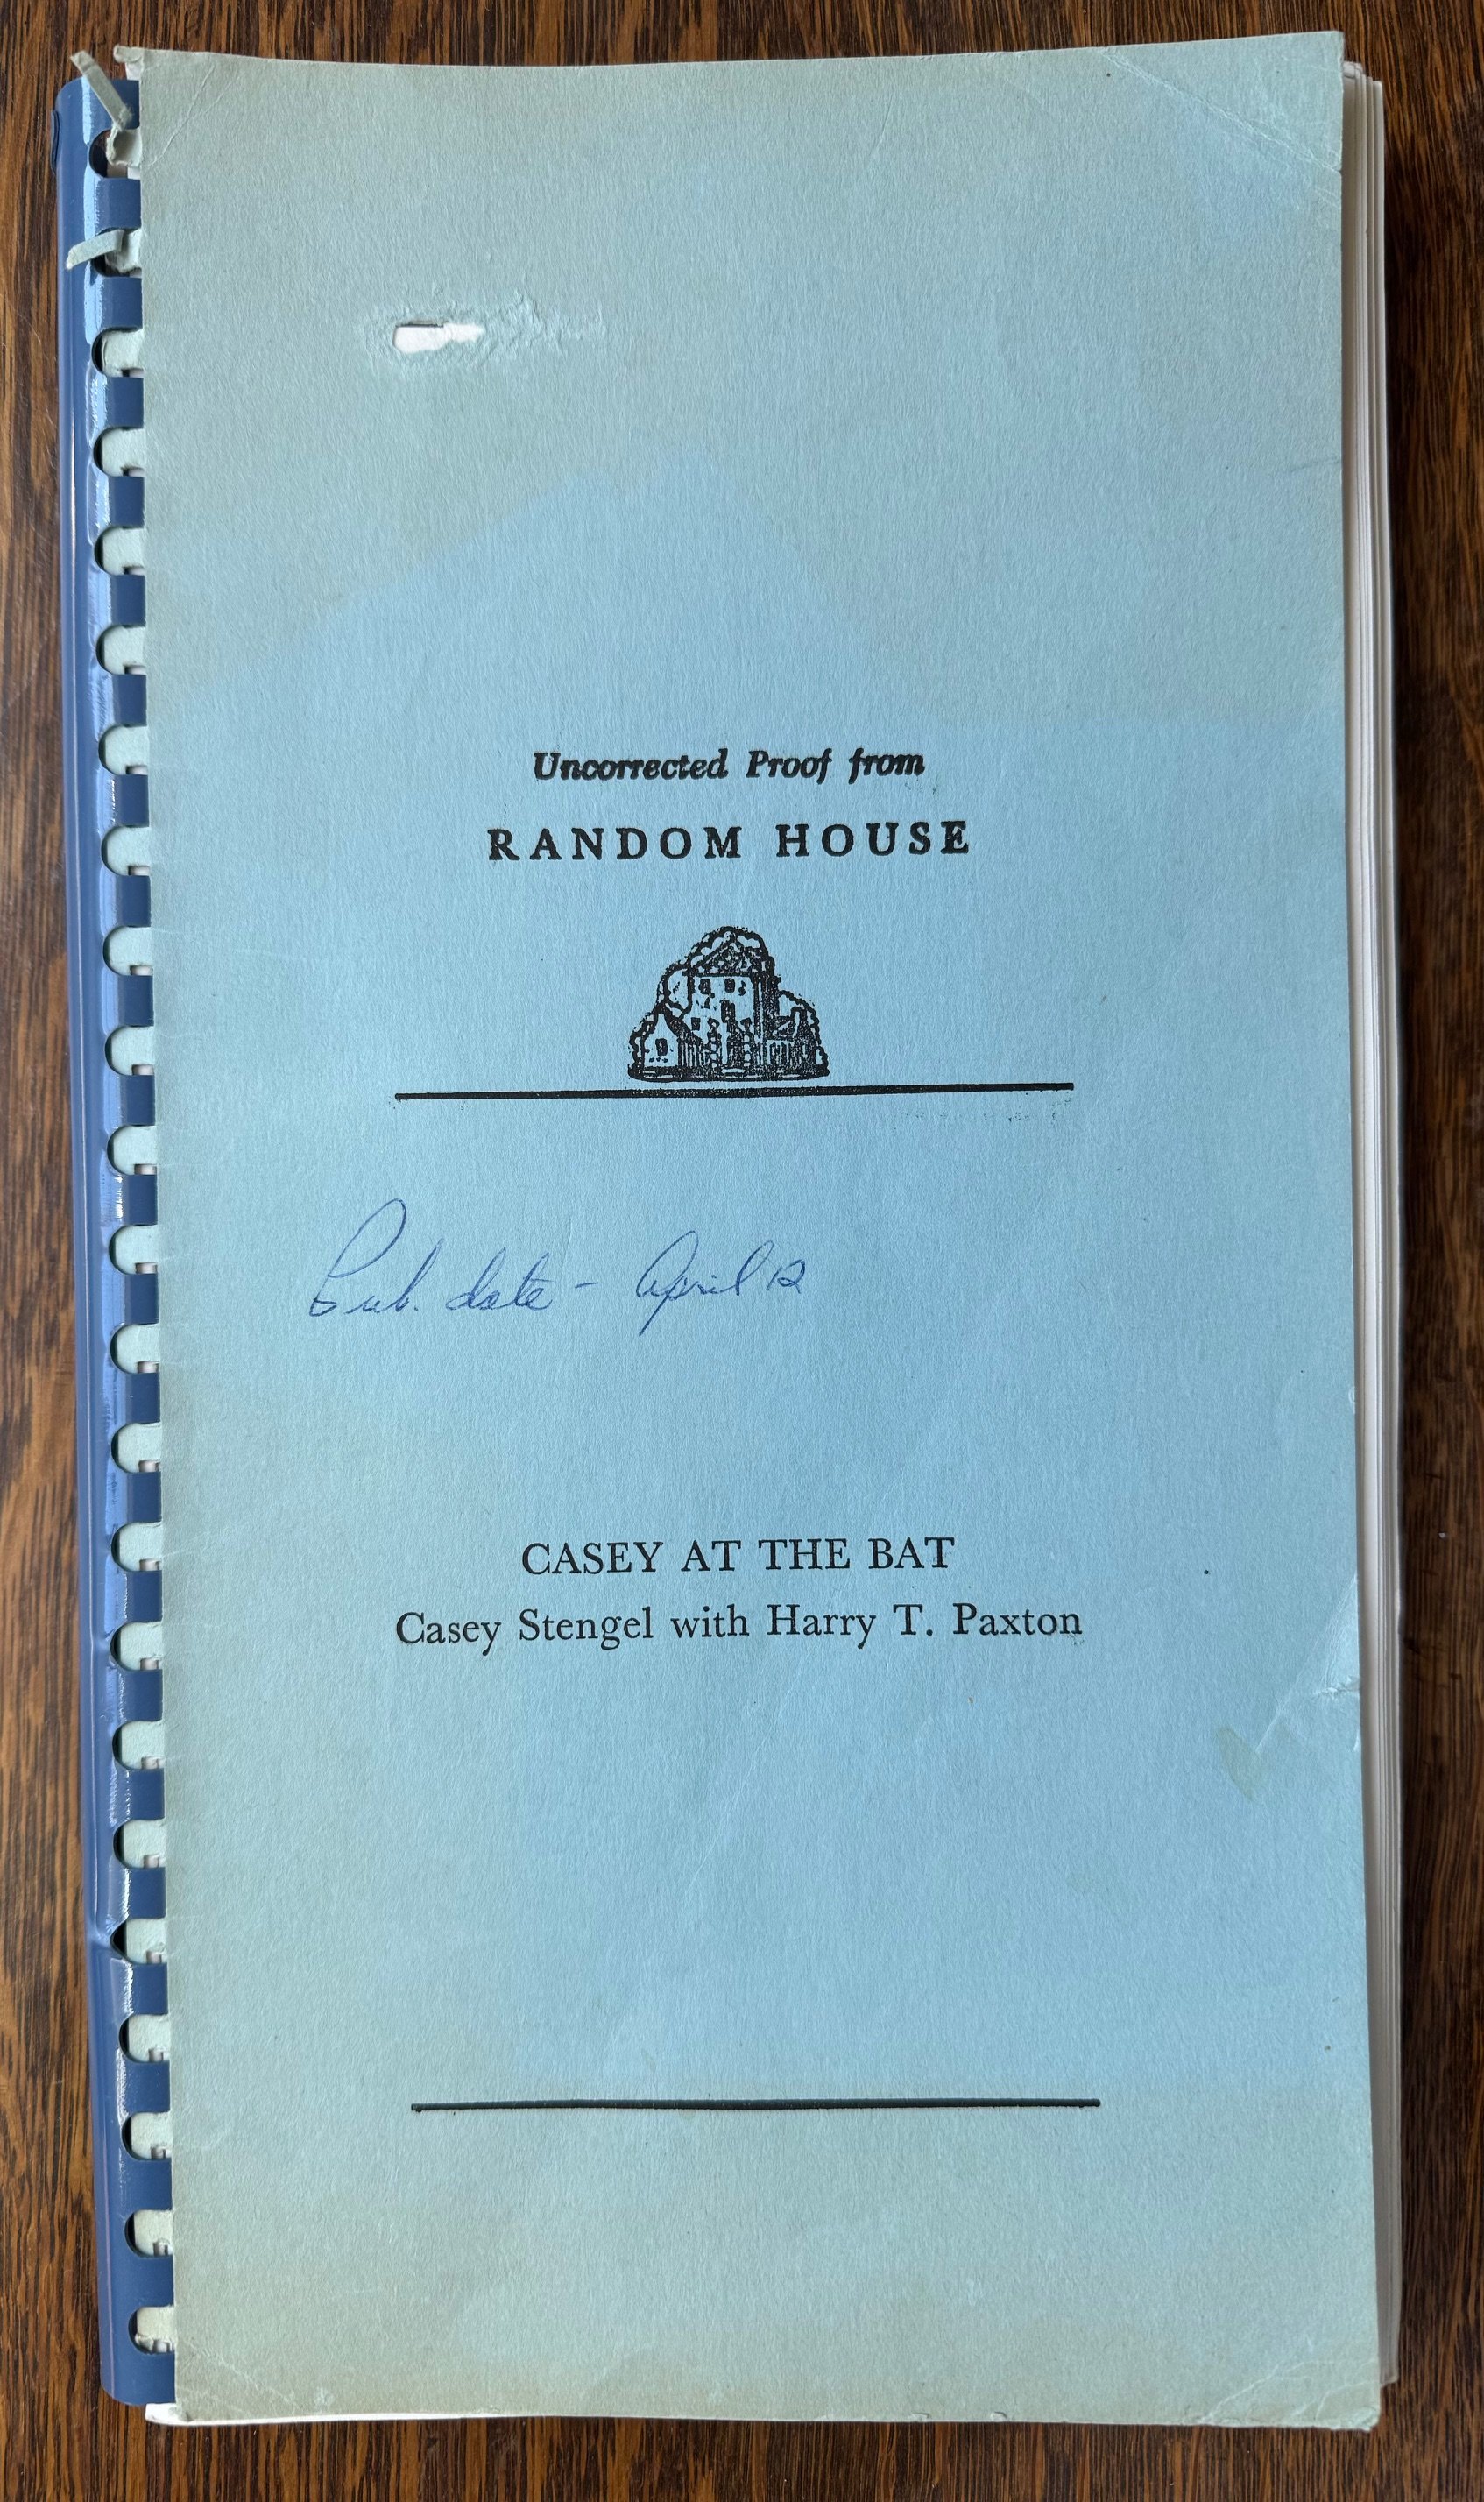 Uncorrected Proof from
RANDOM HOUSE
Pub. date - April 12
CASEY AT THE BAT
Casey Stengel with Harry T. Paxton